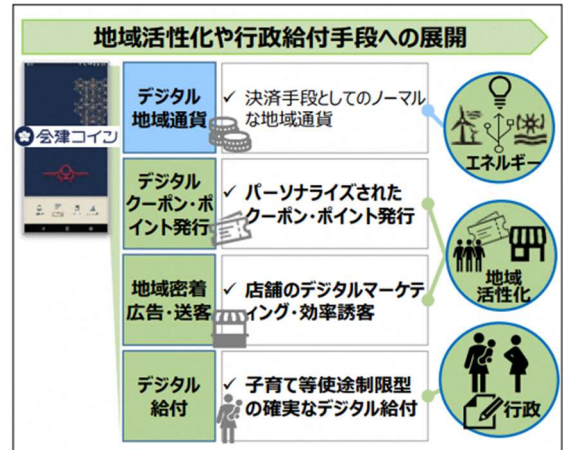 地域活性化や行政給付手段への展開
会津コイン
デジタル
地域通貨
✓ 決済手段としてのノーマル
な地域通貨
エネルギー
デジタル
クーポン・ポ
イント発行
✓ パーソナライズされた
クーポン・ポイント発行
地域
活性化
地域密着
広告・送客
✓ 店舗のデジタルマーケテ
ィング・効率誘客
デジタル
給付
✓ 子育て等使途制限型
の確実なデジタル給付
行政